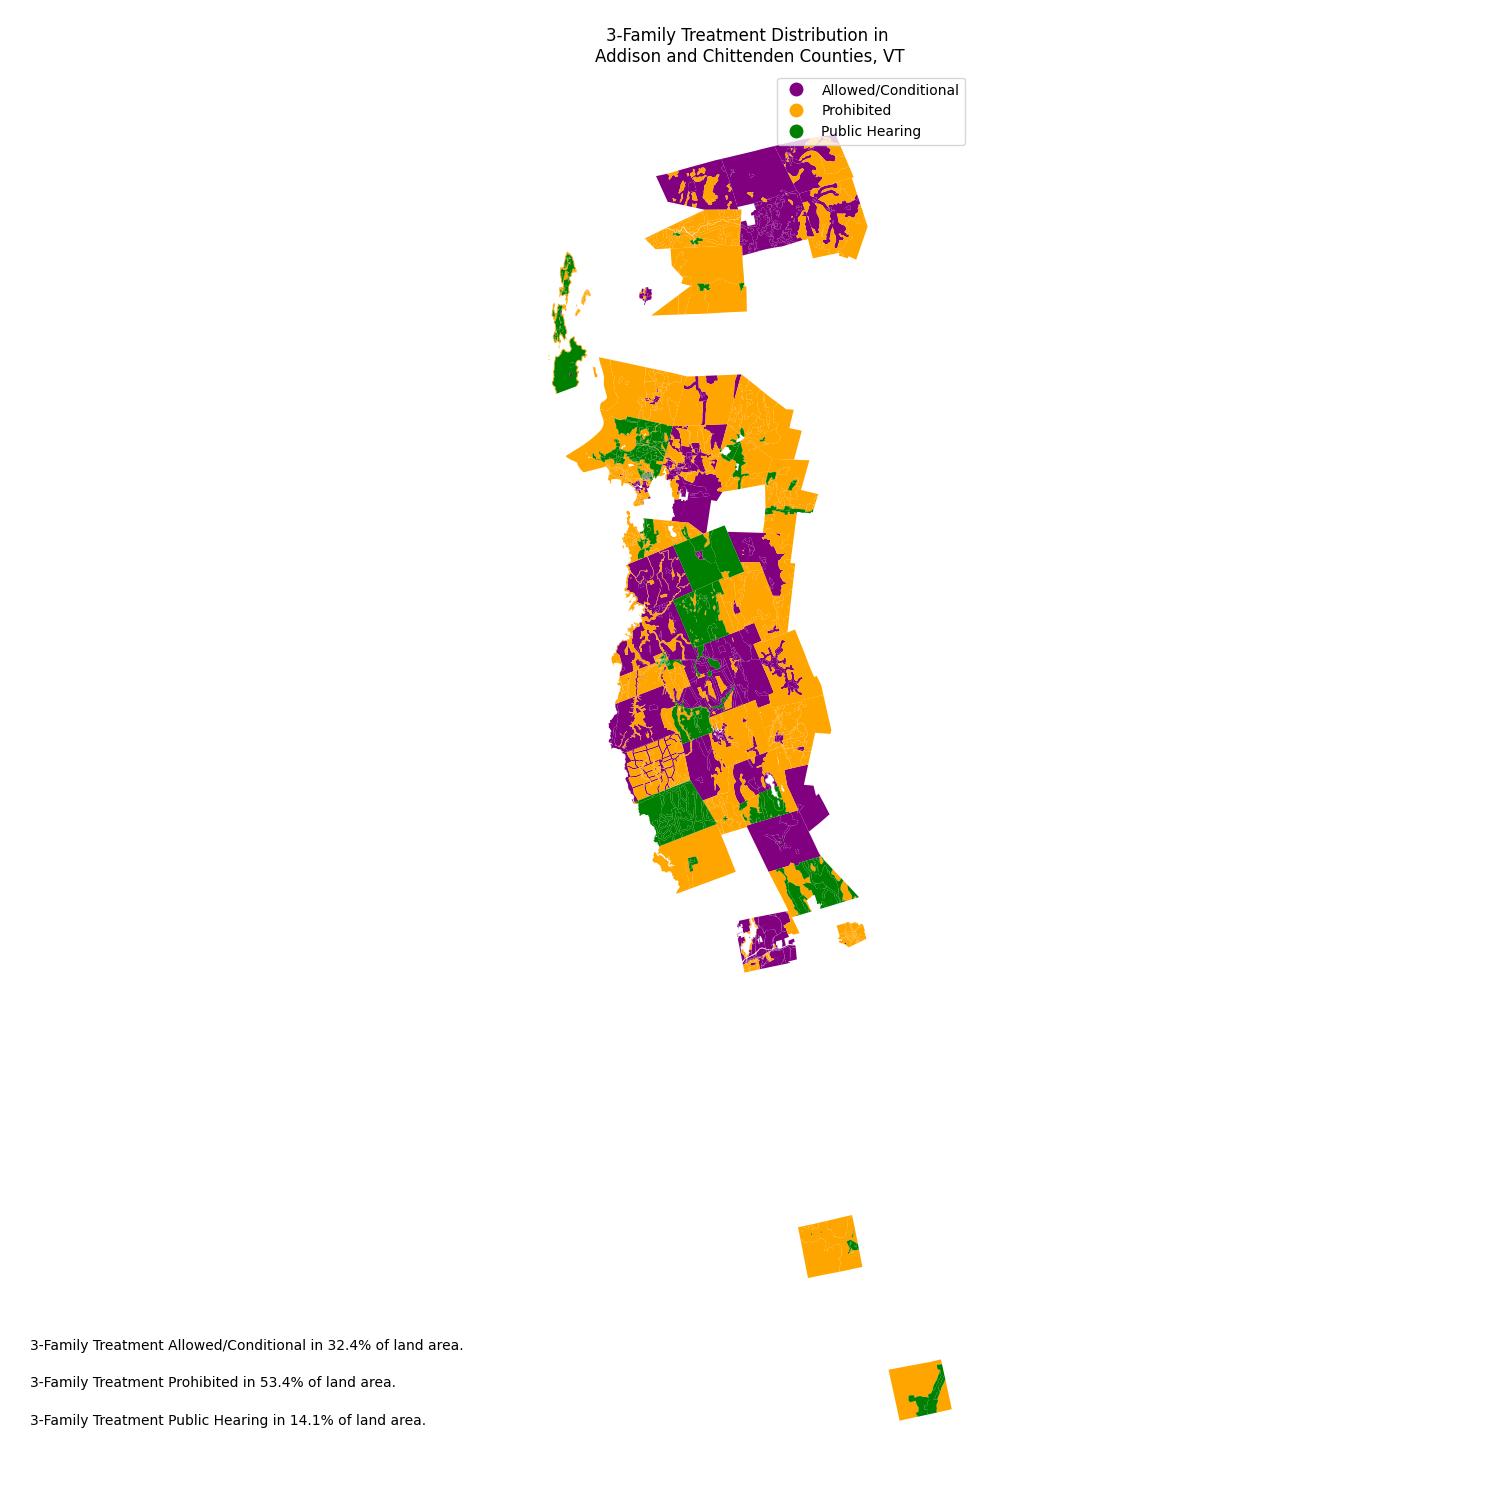 3-Family Treatment Distribution in
Addison and Chittenden Counties, VT
Allowed/Conditional
Prohibited
Public Hearing
3-Family Treatment Allowed/Conditional in 32.4% of land area.
3-Family Treatment Prohibited in 53.4% of land area.
3-Family Treatment Public Hearing in 14.1% of land area.